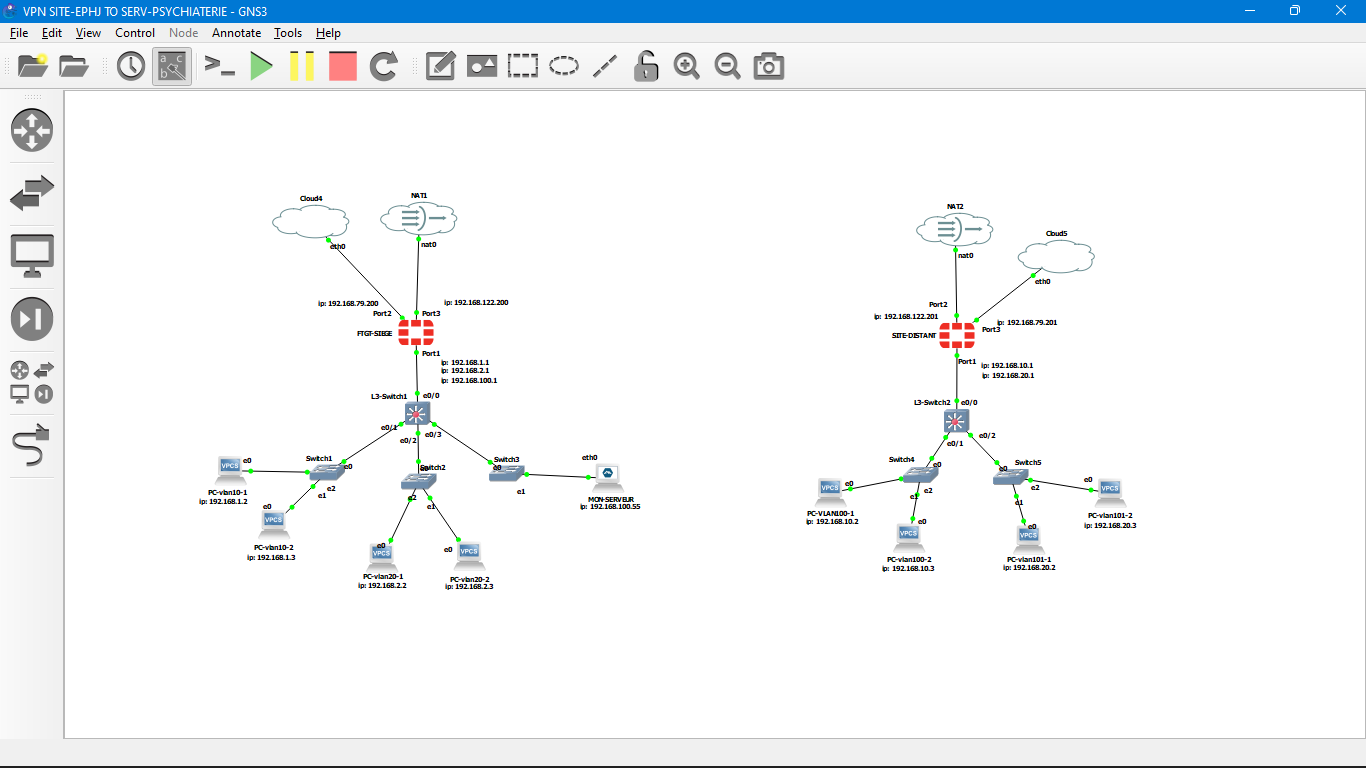 VPN SITE-EPHJ TO SERV-PSYCHIATERIE - GNS3
File Edit View Control Node Annotate Tools Help
Cloud4
eth0
NAT1
nat0
ip: 192.168.79.200
Port2
ip: 192.168.122.200
Port3
FTGT-SIEGE
Port1
ip: 192.168.1.1
ip: 192.168.2.1
ip: 192.168.100.1
L3-Switch1
e0/0
e0/1
e0/2
e0/3
Switch1
e0
e2
e1
Switch2
e0
e2
e1
Switch3
e0
e1
VPCS
e0
PC-vlan10-1
ip: 192.168.1.2
e0
VPCS
PC-vlan10-2
ip: 192.168.1.3
e0
VPCS
PC-vlan20-1
ip: 192.168.2.2
e0
VPCS
PC-vlan20-2
ip: 192.168.2.3
eth0
MON-SERVEUR
ip: 192.168.100.55
NAT2
nat0
Cloud5
eth0
Port2
ip: 192.168.122.201
SITE-DISTANT
ip: 192.168.79.201
Port3
Port1
ip: 192.168.10.1
ip: 192.168.20.1
L3-Switch2
e0/0
e0/1
e0/2
Switch4
e0
e2
e1
Switch5
e0
e2
e1
VPCS
e0
PC-VLAN100-1
ip: 192.168.10.2
e0
VPCS
PC-vlan100-2
ip: 192.168.10.3
e0
VPCS
PC-vlan101-1
ip: 192.168.20.2
e0
VPCS
PC-vlan101-2
ip: 192.168.20.3